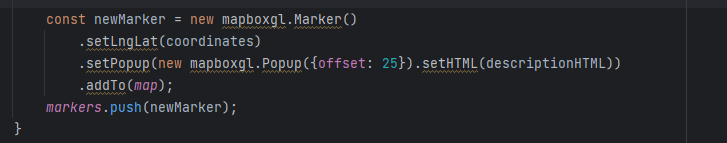 const newMarker = new mapboxgl.Marker()
.setLngLat(coordinates)
.setPopup(new mapboxgl.Popup({offset: 25}).setHTML(descriptionHTML))
.addTo(map);
markers.push(newMarker);
}